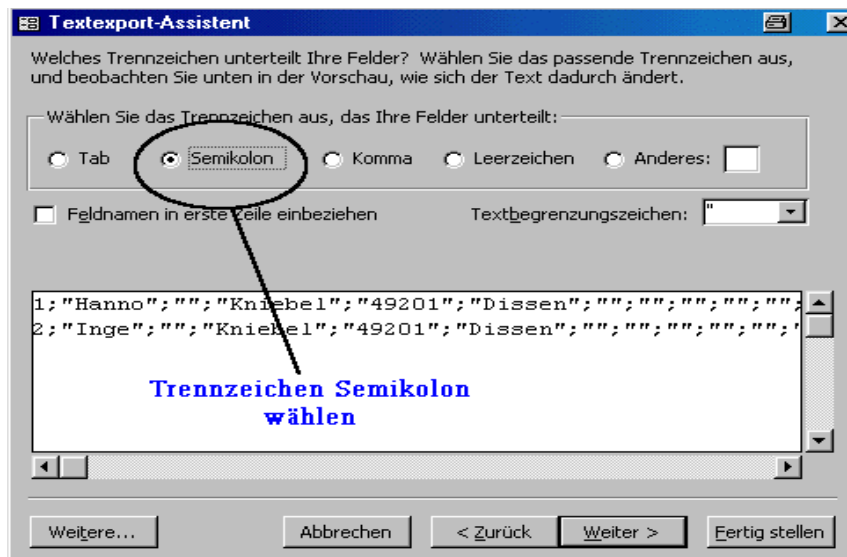 Textexport-Assistent
Welches Trennzeichen unterteilt Ihre Felder? Wählen Sie das passende Trennzeichen aus,
und beobachten Sie unten in der Vorschau, wie sich der Text dadurch ändert.
Wählen Sie das Trennzeichen aus, das Ihre Felder unterteilt:
Tab Semikolon Komma Leerzeichen Anderes:
Feldnamen in erste Zeile einbeziehen Textbegrenzungszeichen: "
1;"Hanno";"";"Kniebel";"49201";"Dissen";"";"";"";"";"";
2;"Inge";"";"Kniebel";"49201";"Dissen";"";"";"";"";"";"
Trennzeichen Semikolon
wählen
Weitere... Abbrechen < Zurück Weiter > Fertig stellen